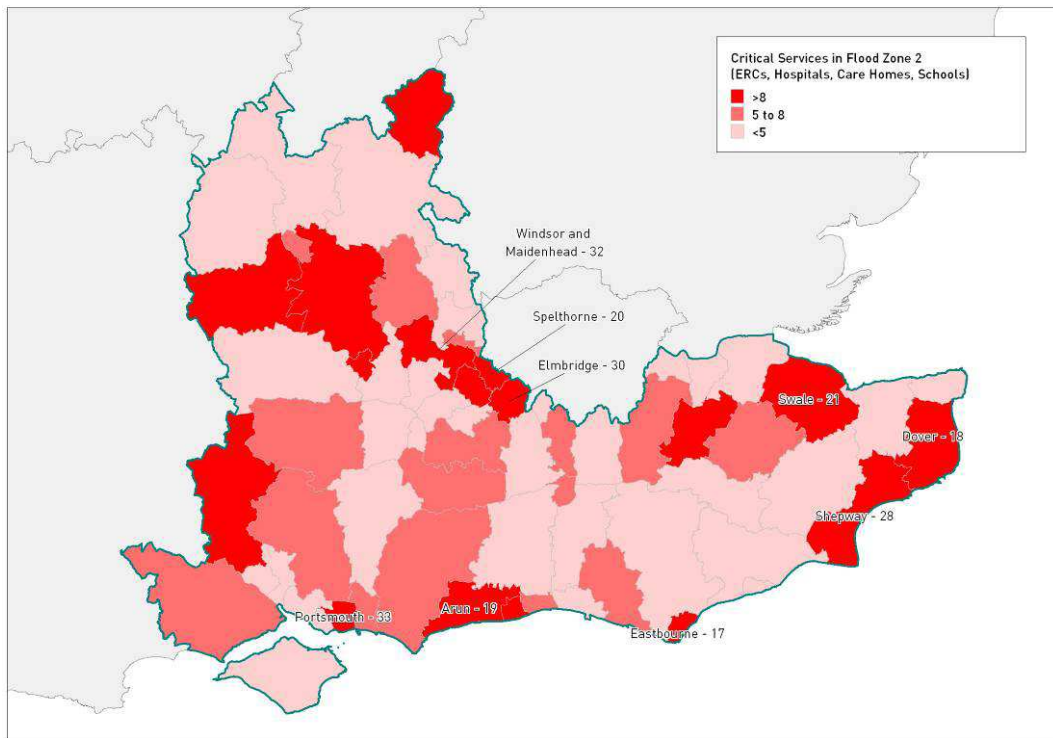 Critical Services in Flood Zone 2
(ERCs, Hospitals, Care Homes, Schools)
>8
5 to 8
<5
Windsor and
Maidenhead - 32
Spelthorne - 20
Elmbridge - 30
Swale - 21
Dover - 18
Shepway - 28
Arun - 19
Portsmouth - 33
Eastbourne - 17